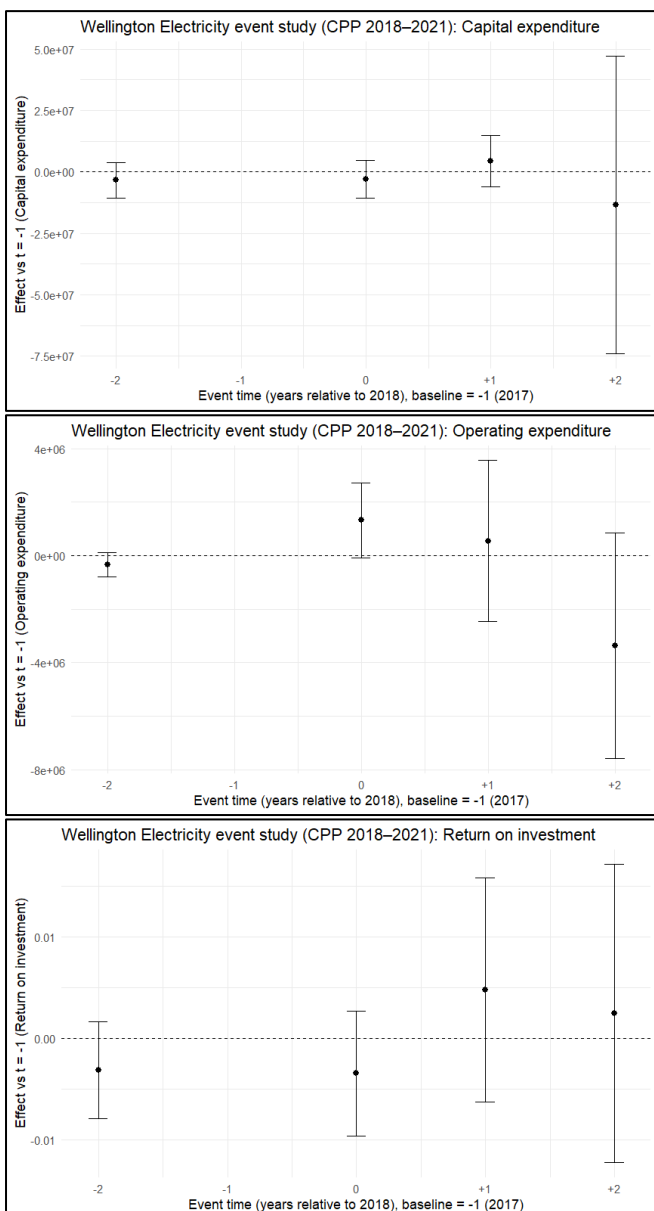 Wellington Electricity event study (CPP 2018–2021): Capital expenditure
5.0e+07
2.5e+07
0.0e+00
-2.5e+07
-5.0e+07
-7.5e+07
Effect vs t = -1 (Capital expenditure)
-2 -1 0 +1 +2
Event time (years relative to 2018), baseline = -1 (2017)
Wellington Electricity event study (CPP 2018–2021): Operating expenditure
4e+06
0e+00
-4e+06
-8e+06
Effect vs t = -1 (Operating expenditure)
-2 -1 0 +1 +2
Event time (years relative to 2018), baseline = -1 (2017)
Wellington Electricity event study (CPP 2018–2021): Return on investment
0.01
0.00
-0.01
Effect vs t = -1 (Return on investment)
-2 -1 0 +1 +2
Event time (years relative to 2018), baseline = -1 (2017)